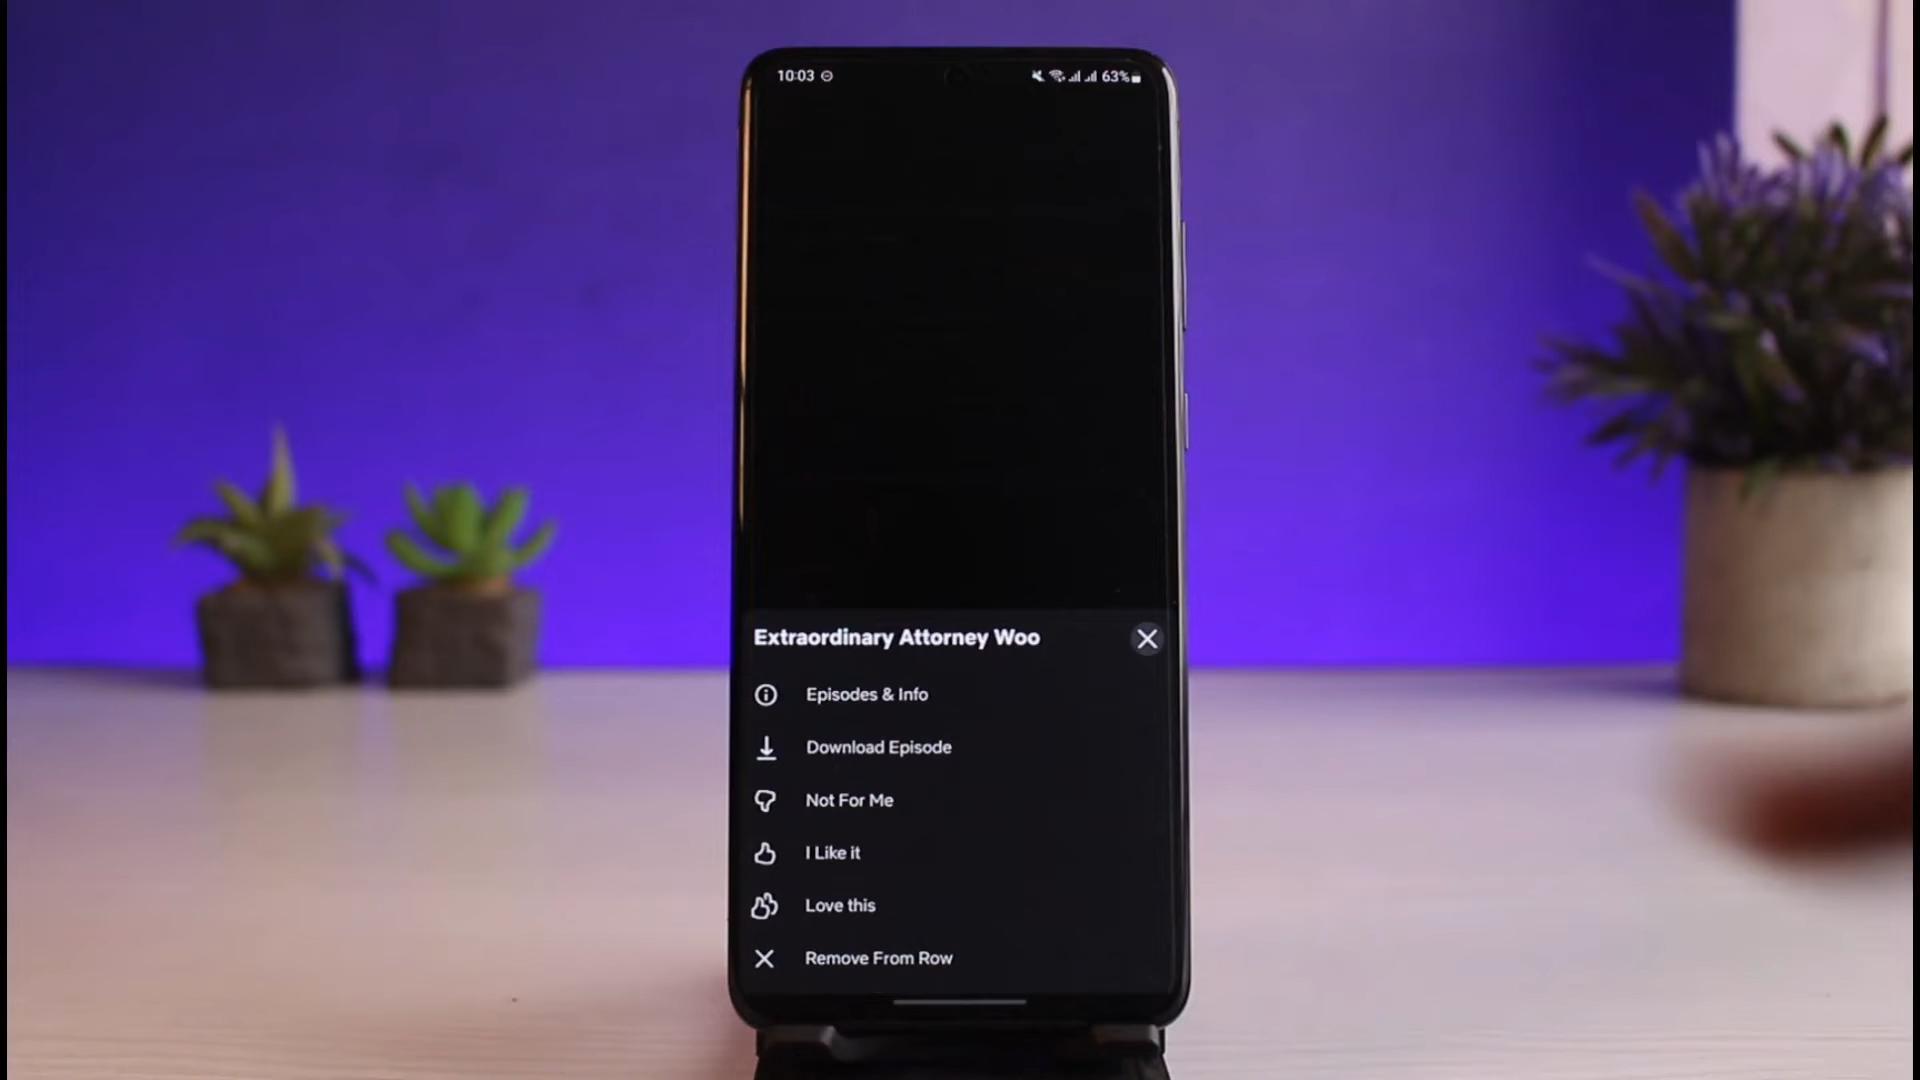 10:03 63%
Extraordinary Attorney Woo
Episodes & Info
Download Episode
Not For Me
I Like it
Love this
Remove From Row